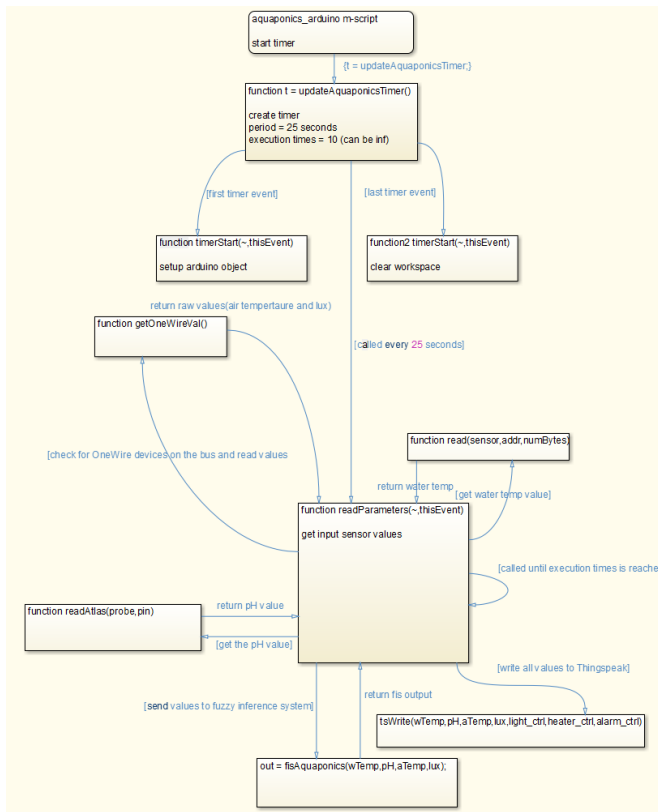 aquaponics_arduino m-script
start timer
{t = updateAquaponicsTimer;}
function t = updateAquaponicsTimer()
create timer
period = 25 seconds
execution times = 10 (can be inf)
[first timer event]
[last timer event]
function timerStart(~,thisEvent)
setup arduino object
function2 timerStart(~,thisEvent)
clear workspace
return raw values(air tempertaure and lux)
function getOneWireVal()
[called every 25 seconds]
[check for OneWire devices on the bus and read values
function read(sensor,addr,numBytes)
return water temp
[get water temp value]
function readParameters(~,thisEvent)
get input sensor values
[called until execution times is reache
function readAtlas(probe,pin)
return pH value
[get the pH value]
[write all values to Thingspeak]
return fis output
[send values to fuzzy inference system]
tsWrite(wTemp,pH,aTemp,lux,light_ctrl,heater_ctrl,alarm_ctrl)
out = fisAquaponics(wTemp,pH,aTemp,lux);